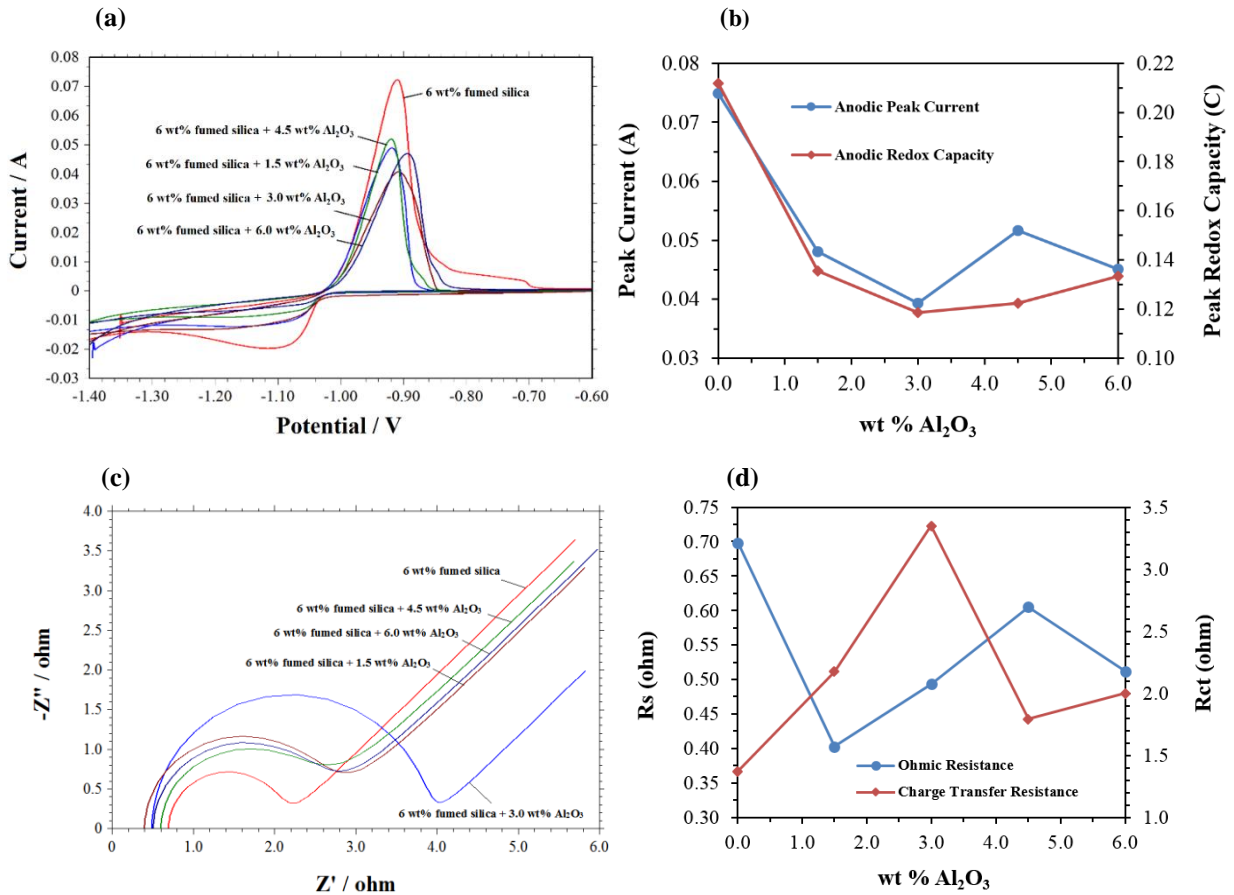 (a)
Current / A
0.08
0.07
0.06
0.05
0.04
0.03
0.02
0.01
0
-0.01
-0.02
-0.03
6 wt% fumed silica
6 wt% fumed silica + 4.5 wt% Al₂O₃
6 wt% fumed silica + 1.5 wt% Al₂O₃
6 wt% fumed silica + 3.0 wt% Al₂O₃
6 wt% fumed silica + 6.0 wt% Al₂O₃
-1.40 -1.30 -1.20 -1.10 -1.00 -0.90 -0.80 -0.70 -0.60
Potential / V
(b)
Peak Current (A)
0.08
0.07
0.06
0.05
0.04
0.03
Anodic Peak Current
Anodic Redox Capacity
0.22
0.20
0.18
0.16
0.14
0.12
0.10
Peak Redox Capacity (C)
0.0 1.0 2.0 3.0 4.0 5.0 6.0
wt % Al₂O₃
(c)
-Z" / ohm
4.0
3.5
3.0
2.5
2.0
1.5
1.0
0.5
0
6 wt% fumed silica
6 wt% fumed silica + 4.5 wt% Al₂O₃
6 wt% fumed silica + 6.0 wt% Al₂O₃
6 wt% fumed silica + 1.5 wt% Al₂O₃
6 wt% fumed silica + 3.0 wt% Al₂O₃
0 1.0 2.0 3.0 4.0 5.0 6.0
Z' / ohm
(d)
Rs (ohm)
0.75
0.70
0.65
0.60
0.55
0.50
0.45
0.40
0.35
0.30
Ohmic Resistance
Charge Transfer Resistance
3.5
3.0
2.5
2.0
1.5
1.0
Rct (ohm)
0.0 1.0 2.0 3.0 4.0 5.0 6.0
wt % Al₂O₃